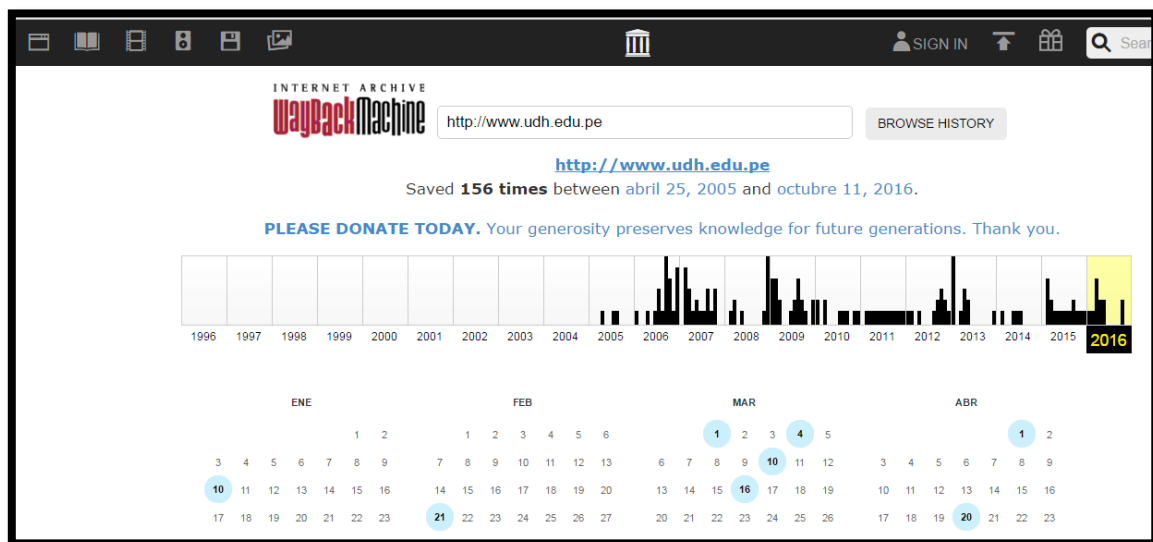 SIGN IN
Sear
INTERNET ARCHIVE
WayBackMachine
http://www.udh.edu.pe
BROWSE HISTORY
http://www.udh.edu.pe
Saved 156 times between abril 25, 2005 and octubre 11, 2016.
PLEASE DONATE TODAY. Your generosity preserves knowledge for future generations. Thank you.
1996 1997 1998 1999 2000 2001 2002 2003 2004 2005 2006 2007 2008 2009 2010 2011 2012 2013 2014 2015 2016
ENE
1 2
3 4 5 6 7 8 9
10 11 12 13 14 15 16
17 18 19 20 21 22 23
FEB
1 2 3 4 5 6
7 8 9 10 11 12 13
14 15 16 17 18 19 20
21 22 23 24 25 26 27
MAR
1 2 3 4 5
6 7 8 9 10 11 12
13 14 15 16 17 18 19
20 21 22 23 24 25 26
ABR
1 2
3 4 5 6 7 8 9
10 11 12 13 14 15 16
17 18 19 20 21 22 23